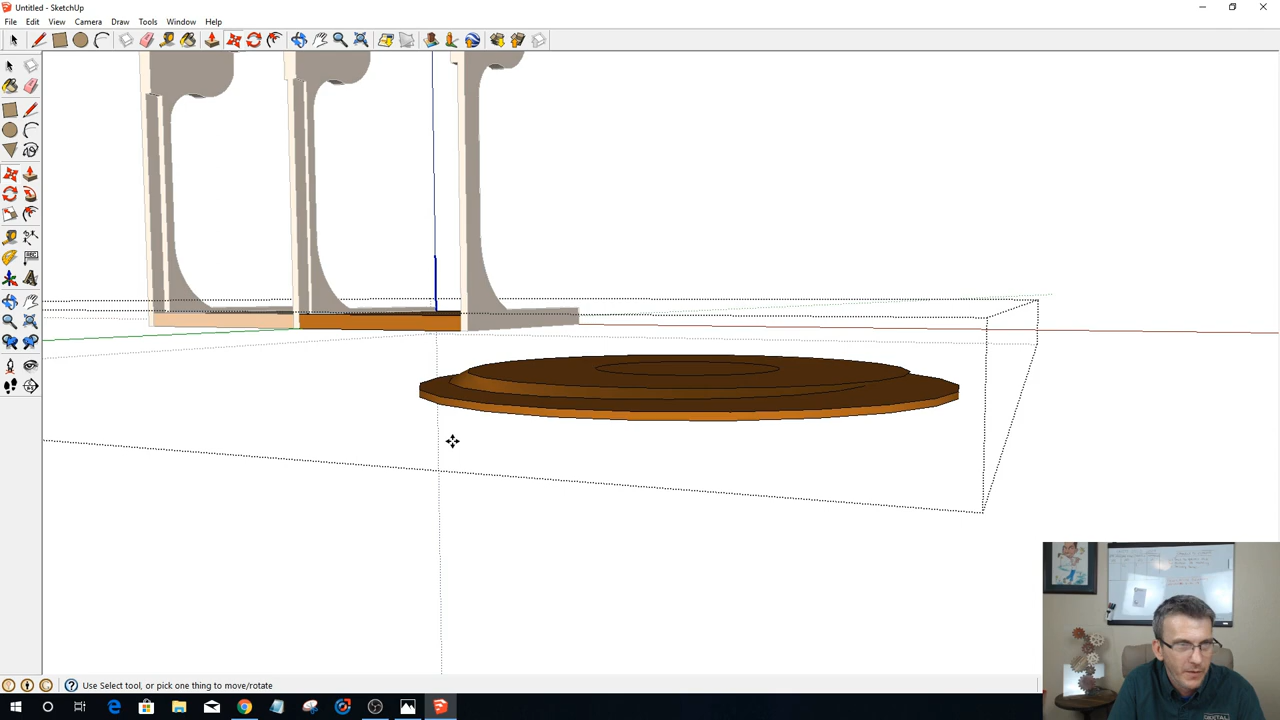 Untitled - SketchUp
File Edit View Camera Draw Tools Window Help
Use Select tool, or pick one thing to move/rotate